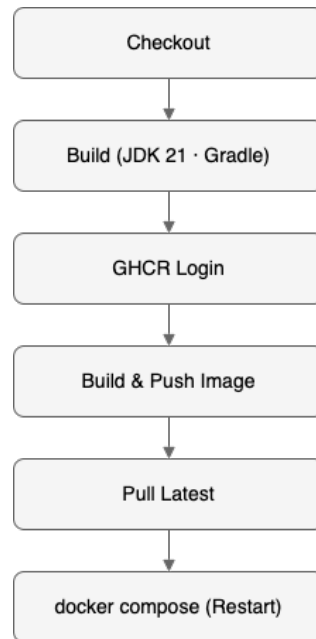 Checkout
Build (JDK 21 · Gradle)
GHCR Login
Build & Push Image
Pull Latest
docker compose (Restart)